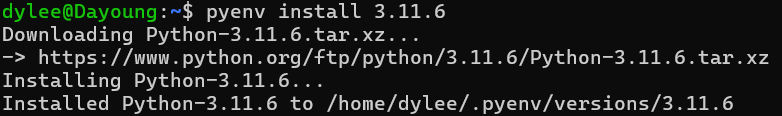 dylee@Dayoung:~$ pyenv install 3.11.6
Downloading Python-3.11.6.tar.xz...
-> https://www.python.org/ftp/python/3.11.6/Python-3.11.6.tar.xz
Installing Python-3.11.6...
Installed Python-3.11.6 to /home/dylee/.pyenv/versions/3.11.6